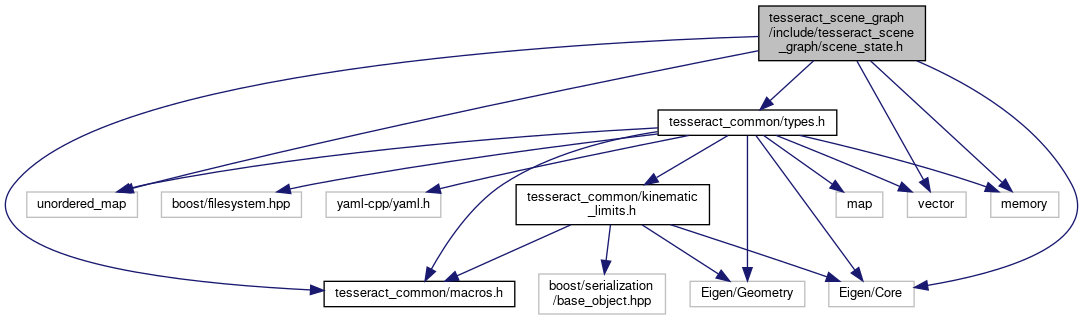 tesseract_scene_graph
/include/tesseract_scene
_graph/scene_state.h
tesseract_common/types.h
unordered_map
boost/filesystem.hpp
yaml-cpp/yaml.h
tesseract_common/kinematic
_limits.h
map
vector
memory
tesseract_common/macros.h
boost/serialization
/base_object.hpp
Eigen/Geometry
Eigen/Core